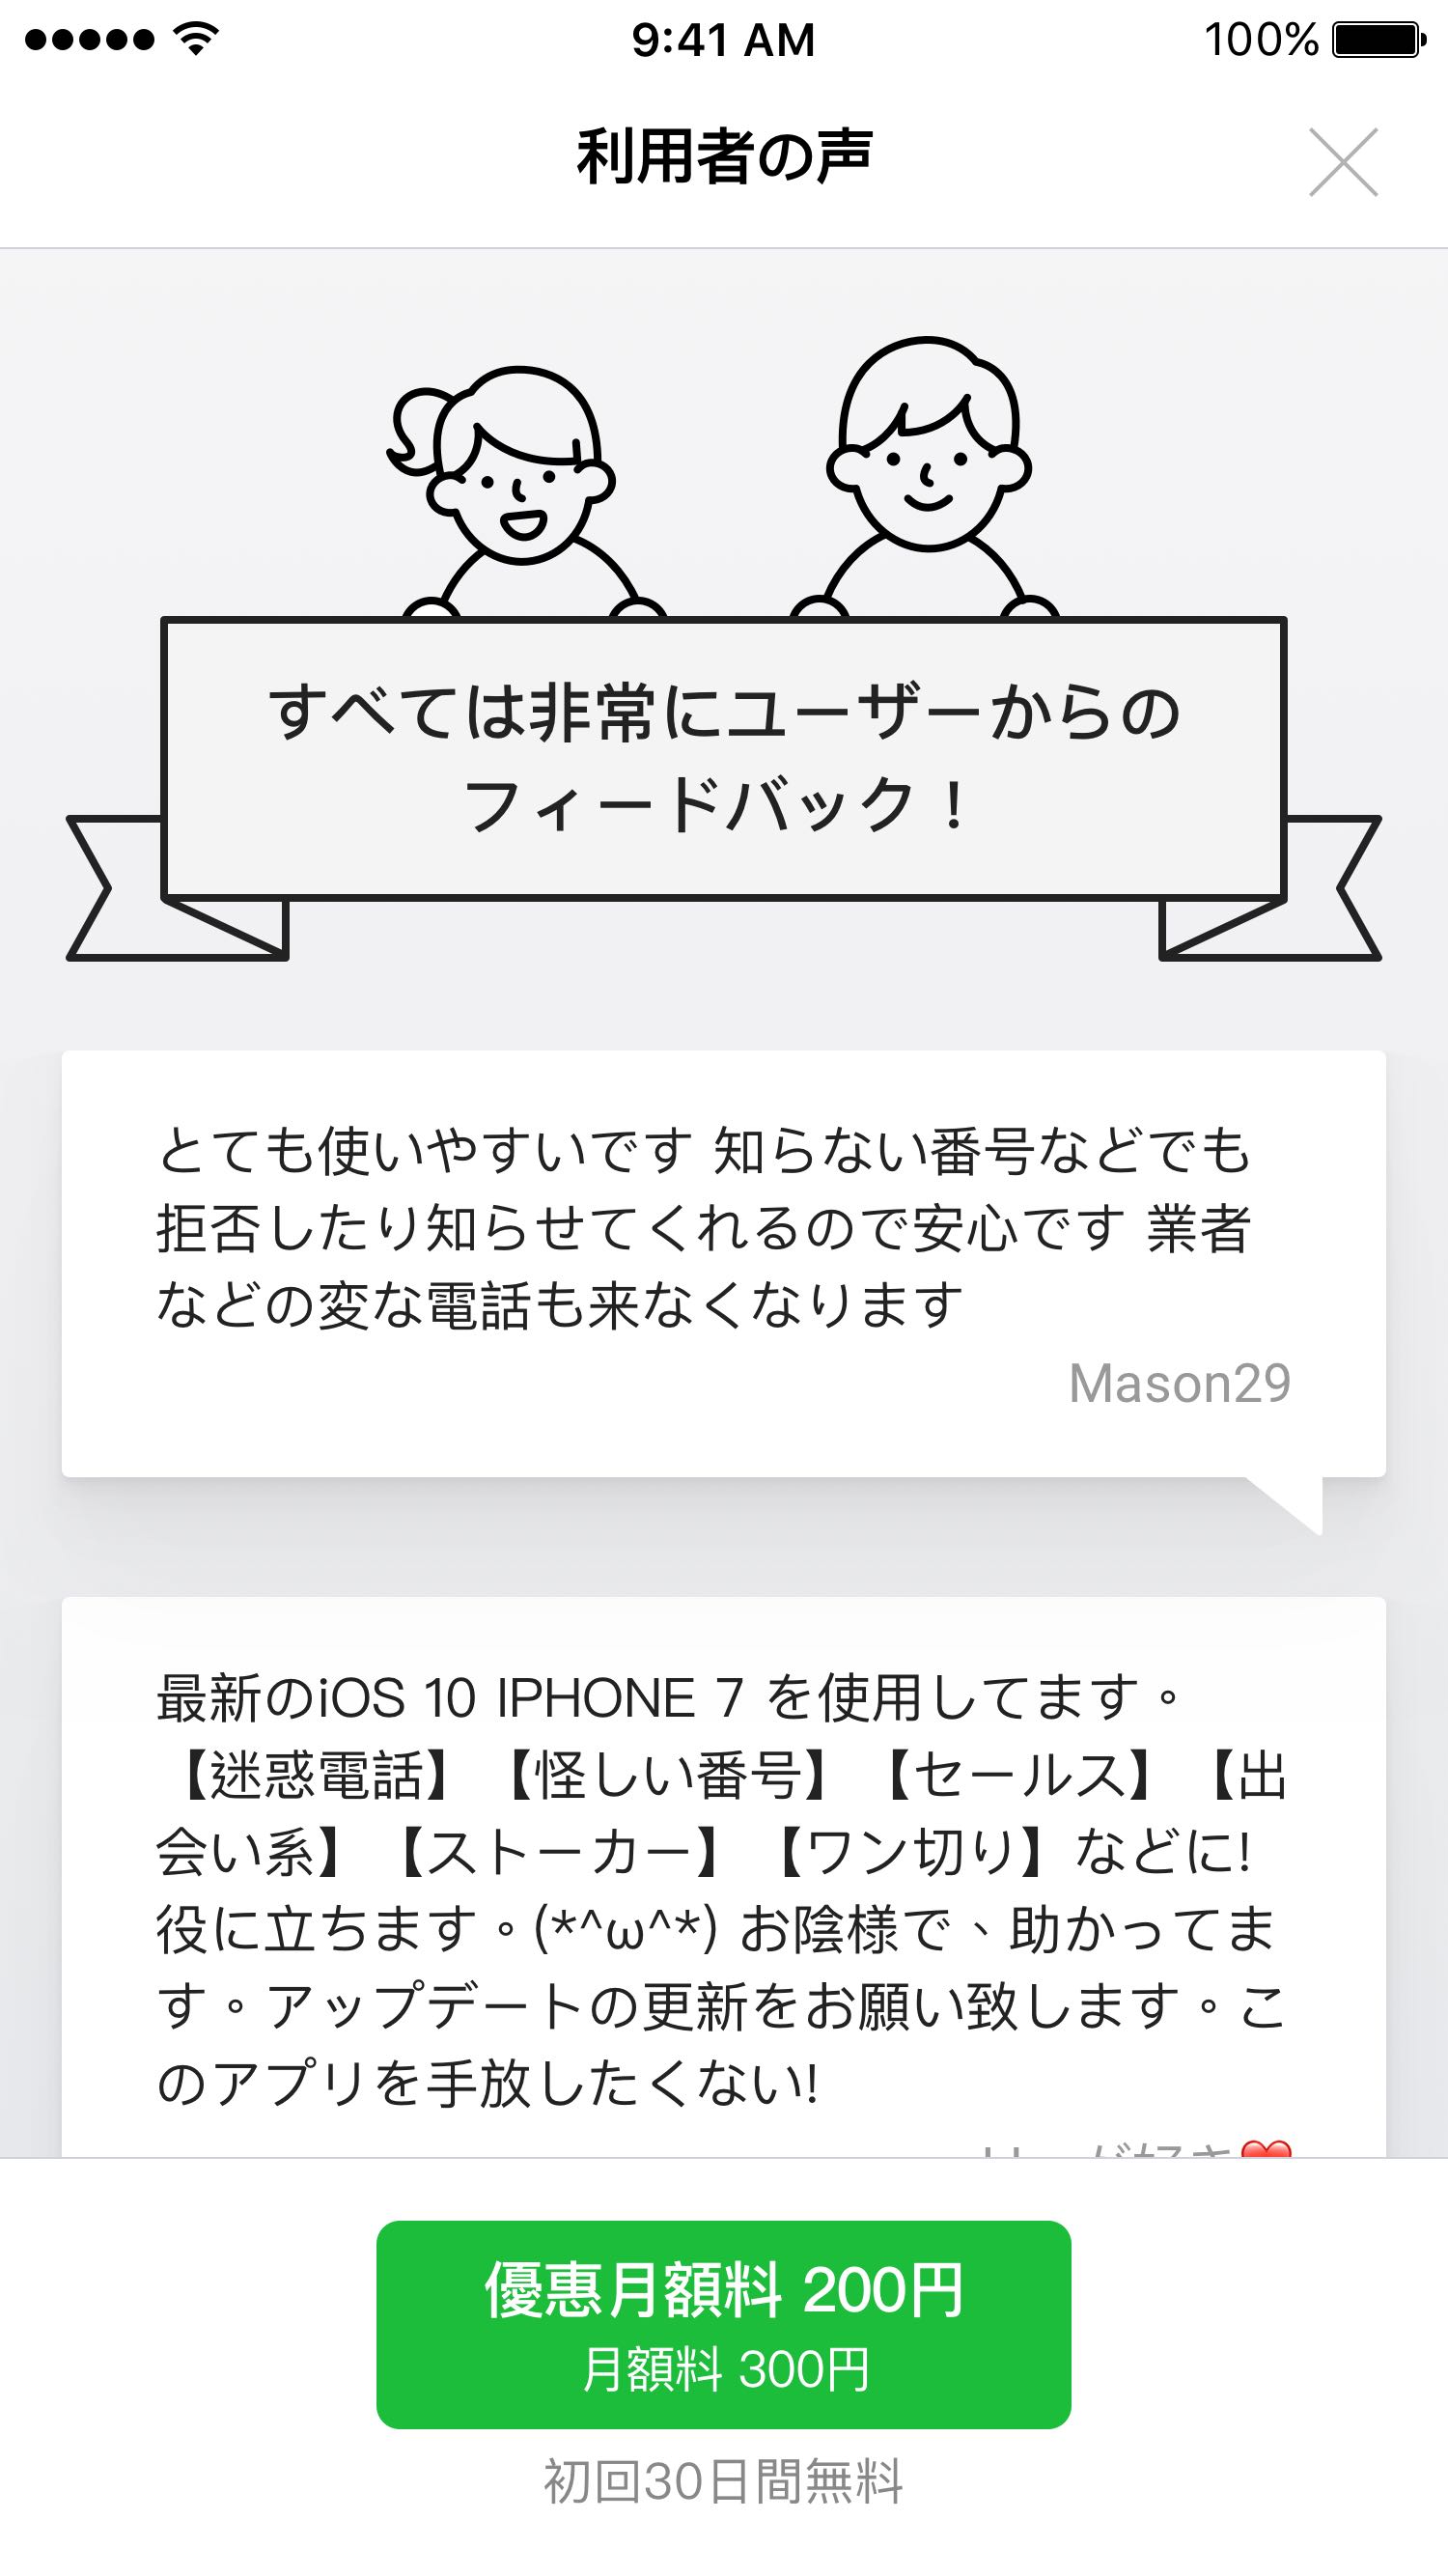 9:41 AM
100%
利用者の声
すべては非常にユーザーからの
フィードバック！
とても使いやすいです 知らない番号などでも
拒否したり知らせてくれるので安心です 業者
などの変な電話も来なくなります
Mason29
最新のiOS 10 IPHONE 7 を使用してます。
【迷惑電話】【怪しい番号】【セールス】【出
会い系】【ストーカー】【ワン切り】などに!
役に立ちます。(*^ω^*) お陰様で、助かってま
す。アップデートの更新をお願い致します。こ
のアプリを手放したくない!
が好き❤️
優惠月額料 200円
月額料 300円
初回30日間無料